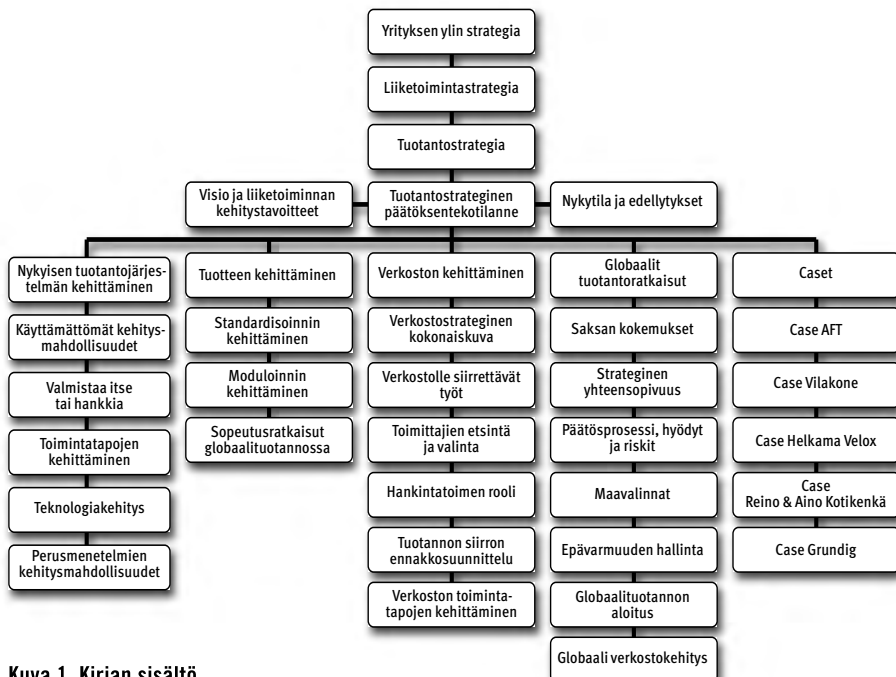 Yrityksen ylin strategia
Liiketoimintastrategia
Tuotantostrategia
Visio ja liiketoiminnan
kehitystavoitteet
Tuotantostrateginen
päätöksentekotilanne
Nykytila ja edellytykset
Nykyisen tuotantojärjes-
telmän kehittäminen
Käyttämättömät kehitys-
mahdollisuudet
Valmistaa itse
tai hankkia
Toimintatapojen
kehittäminen
Teknologiakehitys
Perusmenetelmien
kehitysmahdollisuudet
Tuotteen kehittäminen
Standardisoinnin
kehittäminen
Moduloinnin
kehittäminen
Sopeutusratkaisut
globaalituotannossa
Verkoston kehittäminen
Verkostostrateginen
kokonaiskuva
Verkostolle siirrettävät
työt
Toimittajien etsintä
ja valinta
Hankintatoimen rooli
Tuotannon siirron
ennakkosuunnittelu
Verkoston toiminta-
tapojen kehittäminen
Globaalit
tuotantoratkaisut
Saksan kokemukset
Strateginen
yhteensopivuus
Päätösprosessi, hyödyt
ja riskit
Maavalinnat
Epävarmuuden hallinta
Globaalituotannon
aloitus
Globaali verkostokehitys
Caset
Case AFT
Case Vilakone
Case Helkama Velox
Case
Reino & Aino Kotikenkä
Case Grundig
Kuva 1. Kirjan sisältö